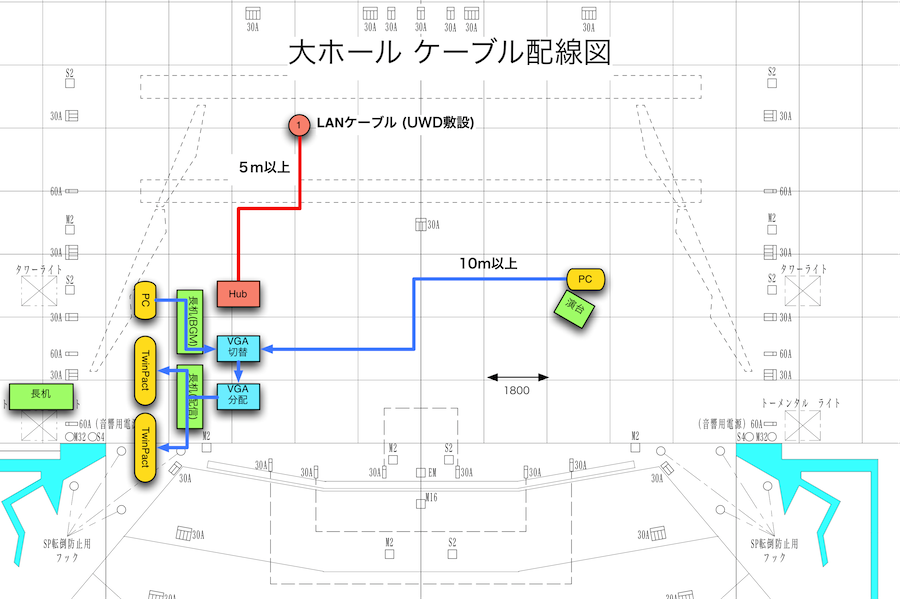 30A
30A
30A
30A
30A
30A
30A
大ホール ケーブル配線図
S2
S2
30A
30A
1
LANケーブル (UWD敷設)
5m以上
60A
60A
M2
M2
30A
30A
30A
10m以上
タワーライト
タワーライト
S2
S2
PC
Hub
PC
長机(BGM)
演台
30A
30A
VGA
切替
60A
60A
TwinPact
30A
30A
長机(配信)
1800
VGA
分配
長机
ト
トーメンタル ライト
60A (音響用電源)
(音響用電源) 60A
M32
S4
S4
M32
TwinPact
M2
M2
S2
M2
30A
30A
30A
30A
EM
30A
30A
30A
30A
M16
30A
30A
M2
S2
SP転倒防止用
フック
SP転倒防止用
フック
30A
30A